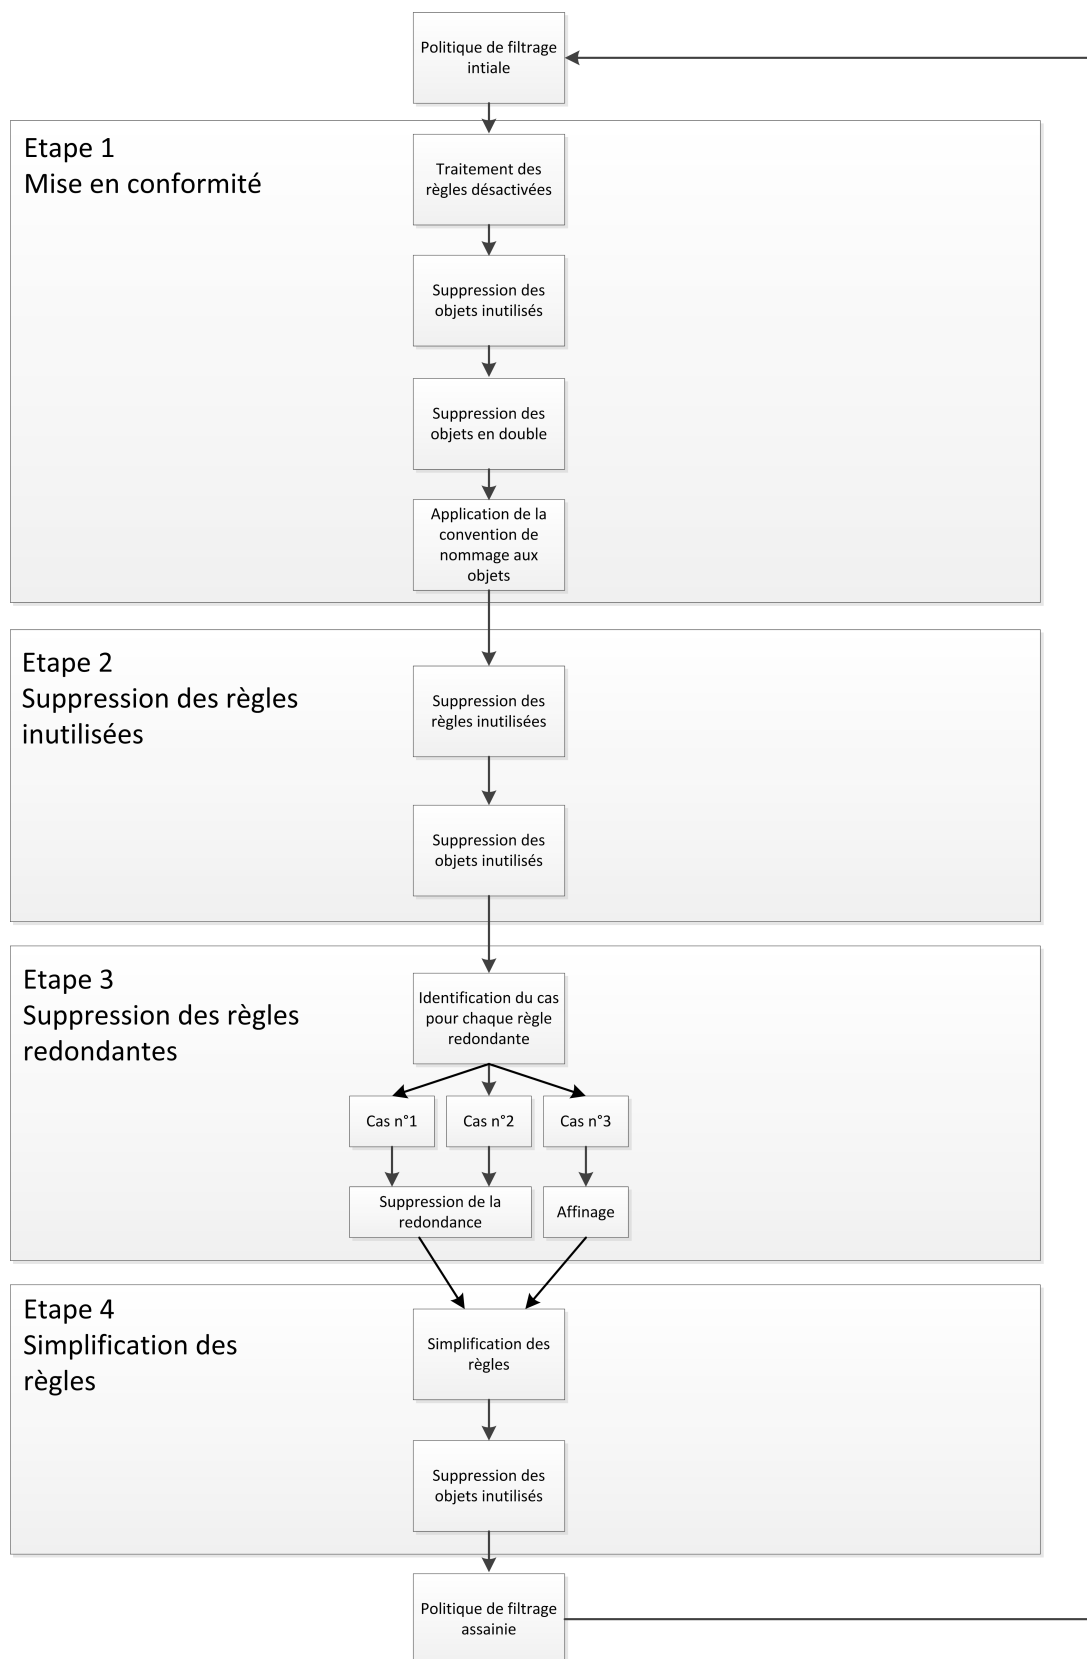 Politique de filtrage
intiale
Etape 1
Mise en conformité
Traitement des
règles désactivées
Suppression des
objets inutilisés
Suppression des
objets en double
Application de la
convention de
nommage aux
objets
Etape 2
Suppression des règles
inutilisées
Suppression des
règles inutilisées
Suppression des
objets inutilisés
Etape 3
Suppression des règles
redondantes
Identification du cas
pour chaque règle
redondante
Cas n°1
Cas n°2
Cas n°3
Suppression de la
redondance
Affinage
Etape 4
Simplification des
règles
Simplification des
règles
Suppression des
objets inutilisés
Politique de filtrage
assainie